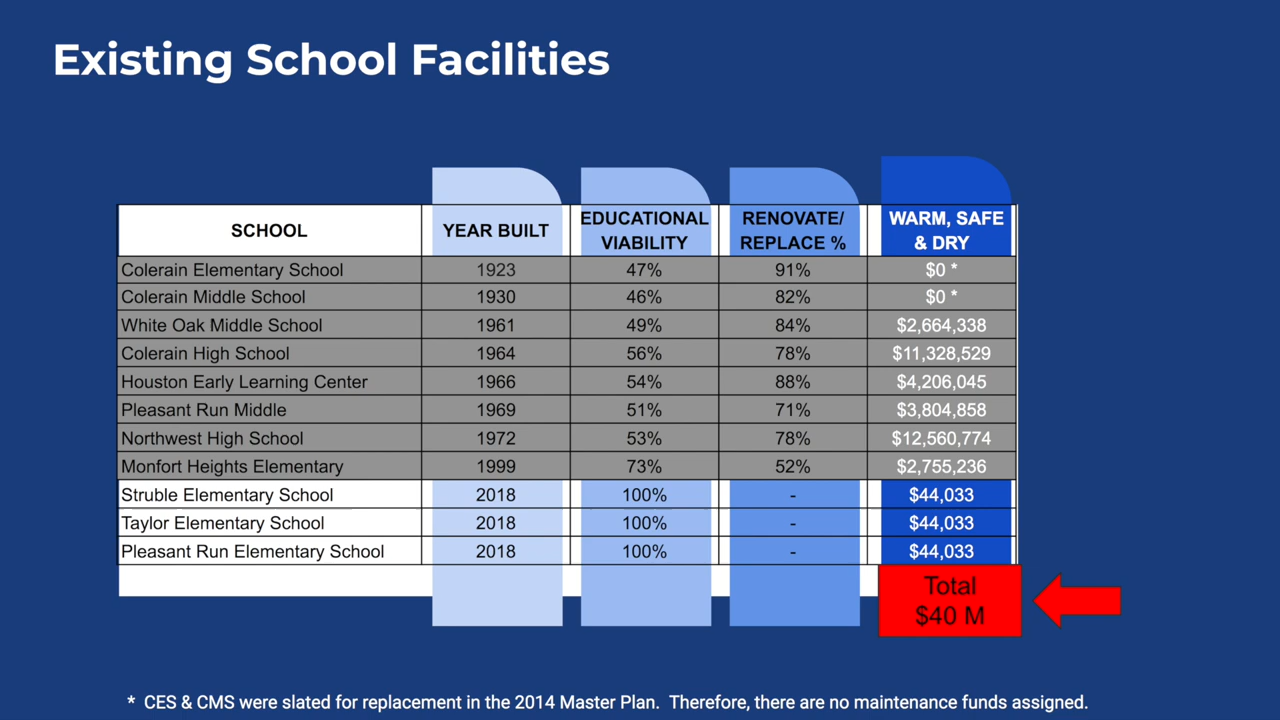 Existing School Facilities
SCHOOL YEAR BUILT EDUCATIONAL VIABILITY RENOVATE/ REPLACE % WARM, SAFE & DRY
Colerain Elementary School 1923 47% 91% $0 *
Colerain Middle School 1930 46% 82% $0 *
White Oak Middle School 1961 49% 84% $2,664,338
Colerain High School 1964 56% 78% $11,328,529
Houston Early Learning Center 1966 54% 88% $4,206,045
Pleasant Run Middle 1969 51% 71% $3,804,858
Northwest High School 1972 53% 78% $12,560,774
Monfort Heights Elementary 1999 73% 52% $2,755,236
Struble Elementary School 2018 100% - $44,033
Taylor Elementary School 2018 100% - $44,033
Pleasant Run Elementary School 2018 100% - $44,033
Total
$40 M
* CES & CMS were slated for replacement in the 2014 Master Plan. Therefore, there are no maintenance funds assigned.